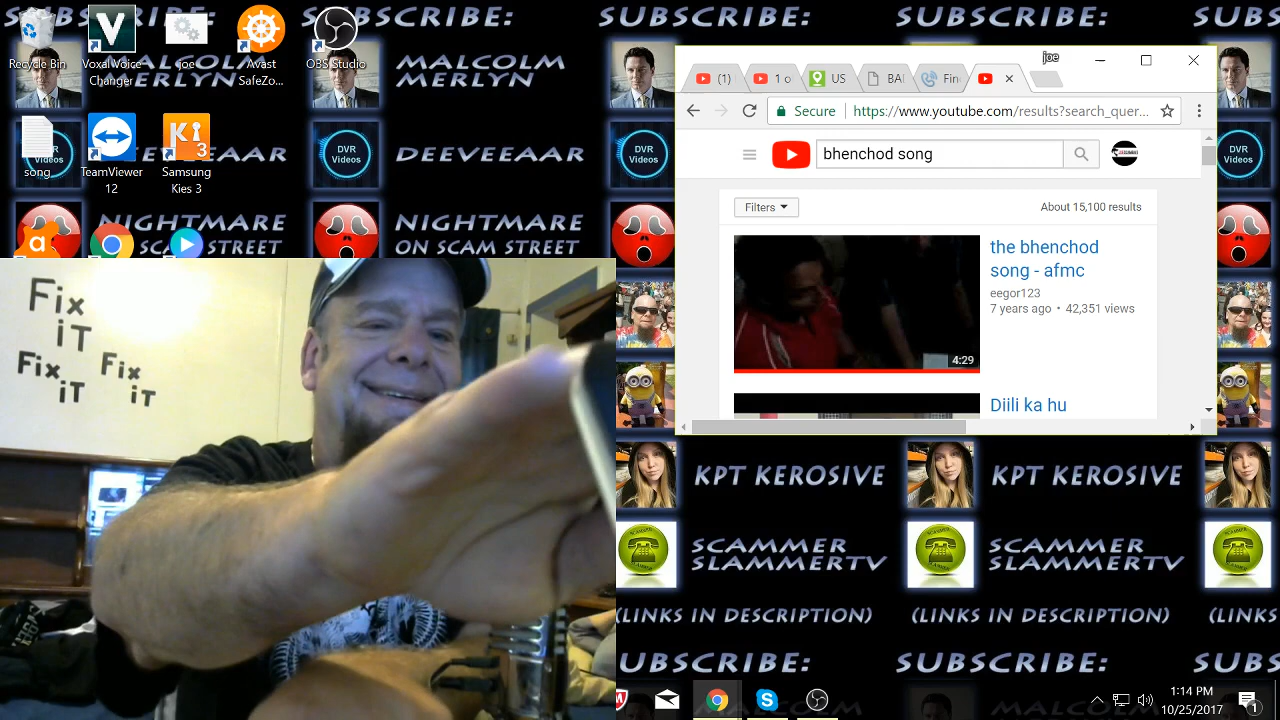 SUBSCRIBE:
SUBSCRIBE:
SUBSCRIBE:
SUBSCRIBE:
Recycle Bin
Voxal Voice
Changer
joe
Avast
SafeZo...
OBS Studio
MALCOLM
MERLYN
MALCOLM
MERLYN
DVR
Videos
DEEVEEAAR
DVR
Videos
DVR
Videos
song
TeamViewer
12
Samsung
Kies 3
NIGHTMARE
ON SCAM STREET
NIGHTMARE
ON SCAM STREET
Fix
iT
Fix
iT
Fix
iT
joe
(1)
1 o
US
BAI
Fin
Secure
https://www.youtube.com/results?search_quer...
bhenchod song
Filters
About 15,100 results
the bhenchod
song - afmc
eegor123
7 years ago • 42,351 views
4:29
Diili ka hu
KPT KEROSIVE
KPT KEROSIVE
SCAMMER
SLAMMERTV
SCAMMER
SLAMMERTV
(LINKS IN DESCRIPTION)
(LINKS IN DESCRIPTION)
(LINKS
SUBSCRIBE:
SUBSCRIBE:
1:14 PM
10/25/2017
1